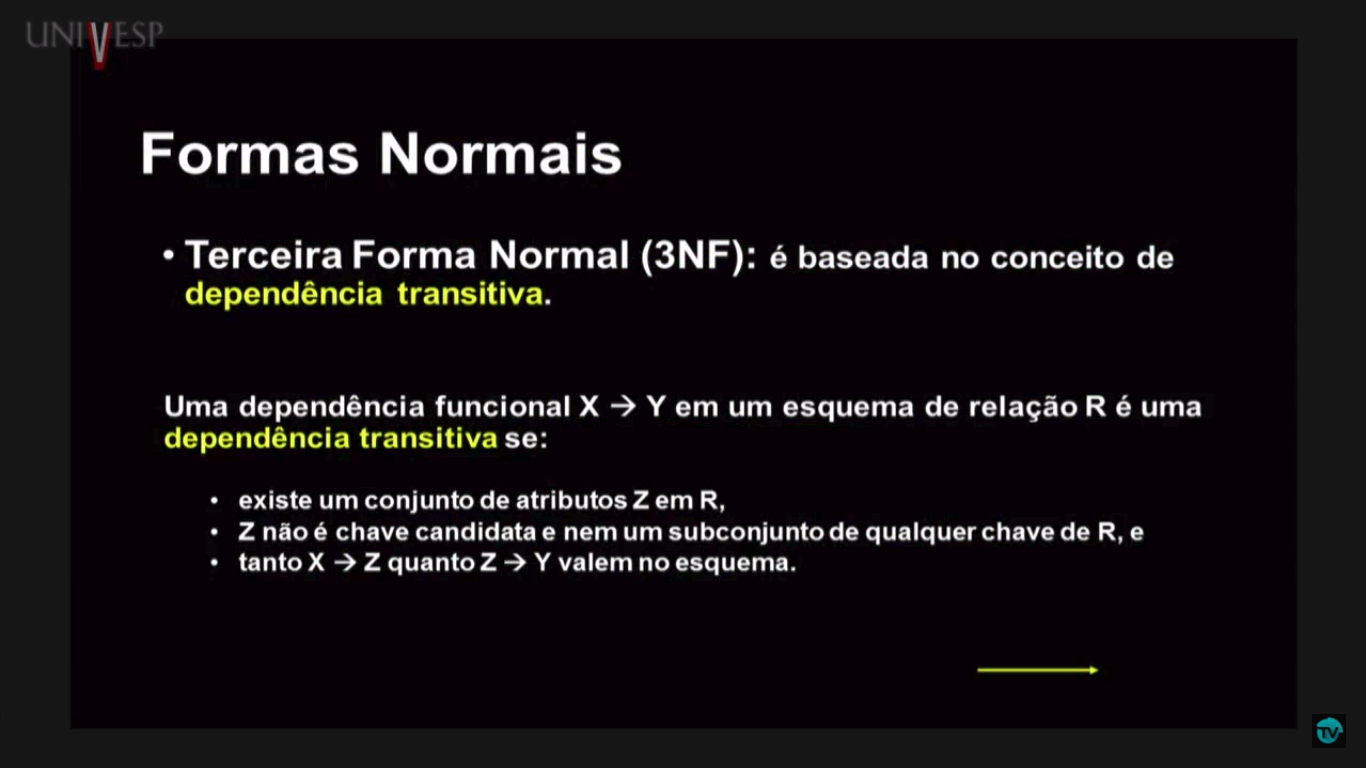 UNIVESP
Formas Normais
• Terceira Forma Normal (3NF): é baseada no conceito de
dependência transitiva.
Uma dependência funcional X → Y em um esquema de relação R é uma
dependência transitiva se:
• existe um conjunto de atributos Z em R,
• Z não é chave candidata e nem um subconjunto de qualquer chave de R, e
• tanto X → Z quanto Z → Y valem no esquema.
TV